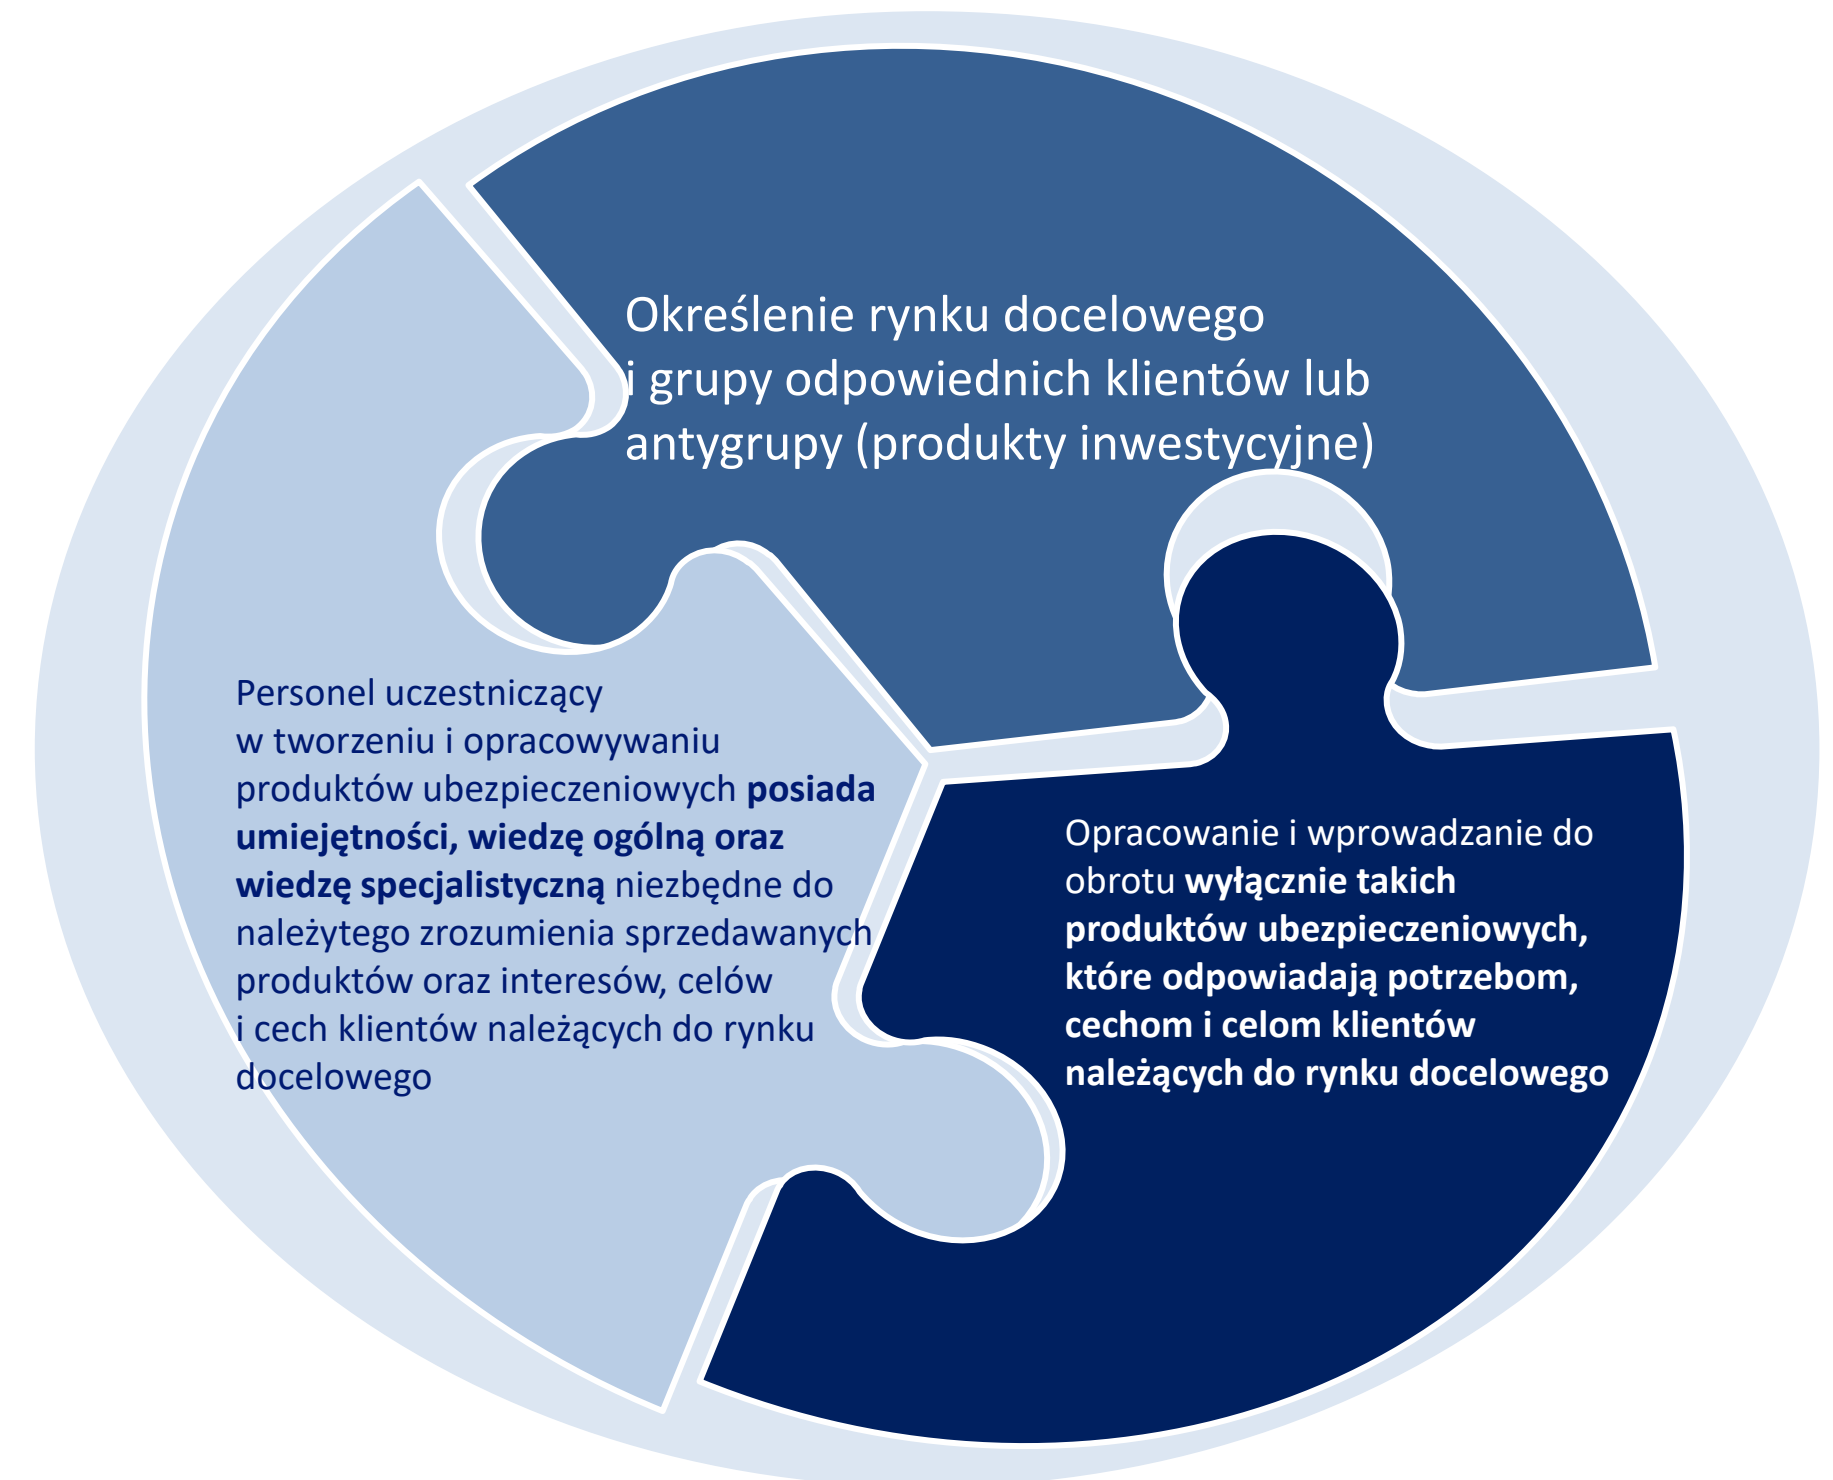 Określenie rynku docelowego
i grupy odpowiednich klientów lub
antygrupy (produkty inwestycyjne)
Personel uczestniczący
w tworzeniu i opracowywaniu
produktów ubezpieczeniowych posiada
umiejętności, wiedzę ogólną oraz
wiedzę specjalistyczną niezbędne do
należytego zrozumienia sprzedawanych
produktów oraz interesów, celów
i cech klientów należących do rynku
docelowego
Opracowanie i wprowadzanie do
obrotu wyłącznie takich
produktów ubezpieczeniowych,
które odpowiadają potrzebom,
cechom i celom klientów
należących do rynku docelowego